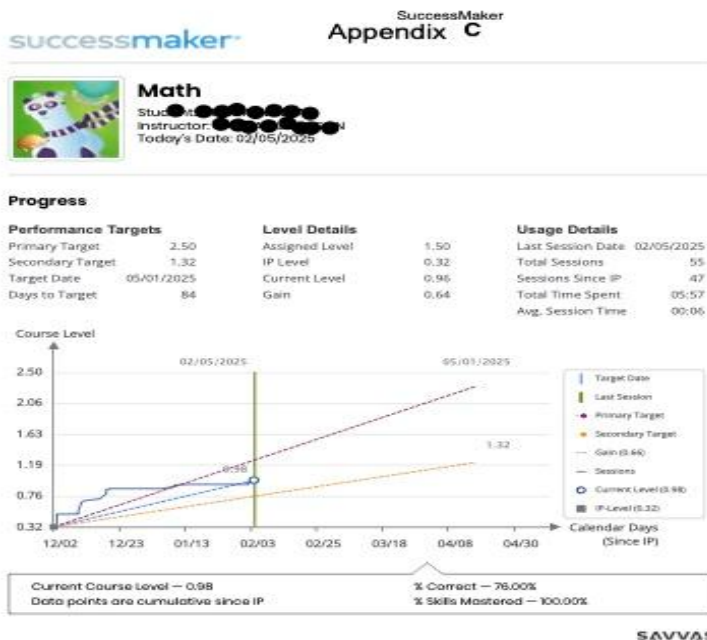 SuccessMaker
Appendix C
successmaker
Math
Instructor:
Today's Date: 02/05/2025
Progress
Performance Targets
Primary Target 2.50
Secondary Target 1.32
Target Date 05/01/2025
Days to Target 84
Level Details
Assigned Level 1.50
IP Level 0.32
Current Level 0.96
Gain 0.64
Usage Details
Last Session Date 02/05/2025
Total Sessions 55
Sessions Since IP 47
Total Time Spent 05:57
Avg. Session Time 00:06
Course Level
02/05/2025 05/01/2025
2.50
2.06
1.63
1.19
0.76
0.32
0.98
1.32
12/02 12/23 01/13 02/03 02/25 03/18 04/08 04/30
Calendar Days
(Since IP)
Target Date
Last Session
Primary Target
Secondary Target
Gain (0.66)
Sessions
Current Level (0.98)
IP-Level (0.32)
Current Course Level — 0.98
Data points are cumulative since IP
% Correct — 76.00%
% Skills Mastered — 100.00%
SAVVAS